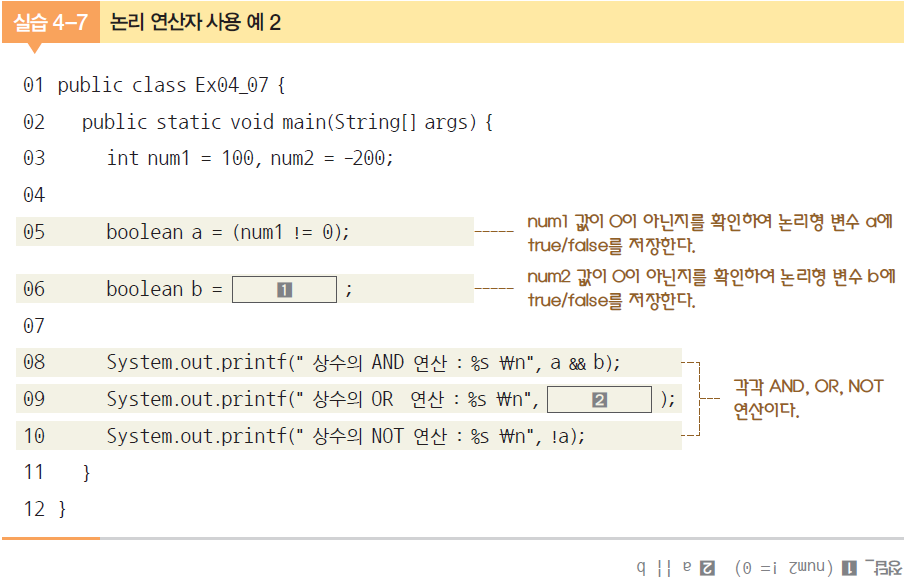 실습 4-7 논리 연산자 사용 예 2
01 public class Ex04_07 {
02 public static void main(String[] args) {
03 int num1 = 100, num2 = -200;
04
05 boolean a = (num1 != 0);
num1 값이 0이 아닌지를 확인하여 논리형 변수 a에
true/false를 저장한다.
06 boolean b = 1 ;
num2 값이 0이 아닌지를 확인하여 논리형 변수 b에
true/false를 저장한다.
07
08 System.out.printf(" 상수의 AND 연산 : %s ₩n", a && b);
09 System.out.printf(" 상수의 OR 연산 : %s ₩n", 2 );
10 System.out.printf(" 상수의 NOT 연산 : %s ₩n", !a);
각각 AND, OR, NOT
연산이다.
11 }
12 }
정답_ 1 (num2 != 0) 2 a || b